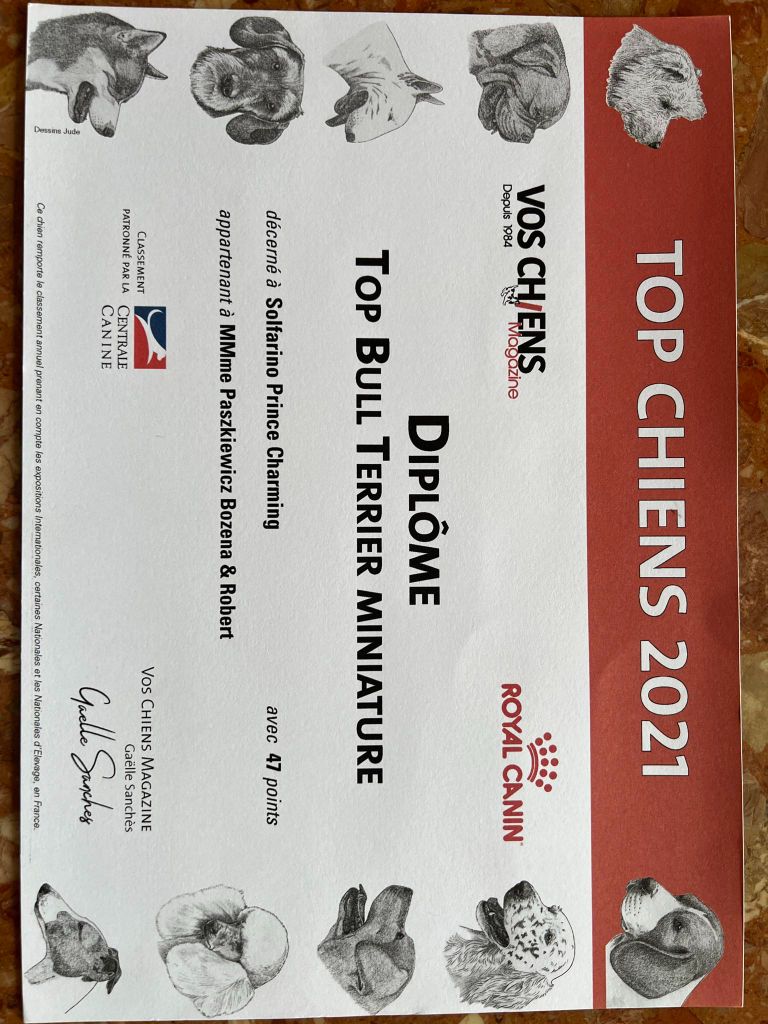 TOP CHIENS 2021
VOS CHIENS
Magazine
Depuis 1984
ROYAL CANIN
DIPLÔME
TOP BULL TERRIER MINIATURE
décerné à Solfarino Prince Charming avec 47 points
appartenant à MMme Paszkiewicz Bozena & Robert
CLASSEMENT
PATRONNÉ PAR LA
CENTRALE
CANINE
VOS CHIENS MAGAZINE
Gaëlle Sanchès
Gaelle Sanches
Ce chien remporte le classement annuel prenant en compte les expositions Internationales, certaines Nationales et les Nationales d'Elevage, en France.
Dessins Jude